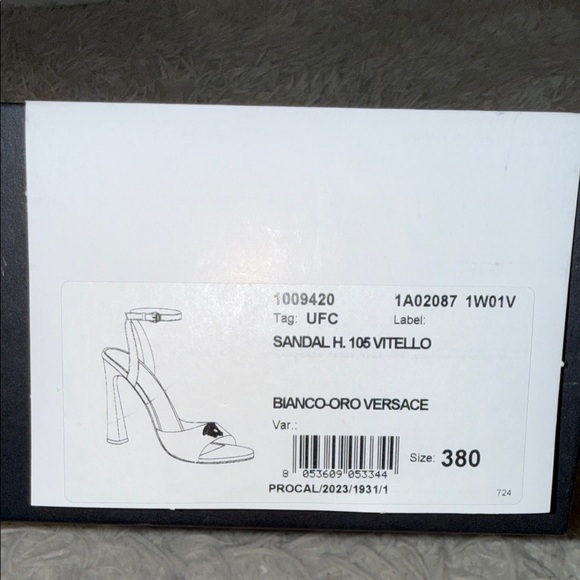 1009420 1A02087 1W01V
Tag: UFC Label:
SANDAL H. 105 VITELLO
BIANCO-ORO VERSACE
Var.:
Size: 380
8 053609 053344
PROCAL/2023/1931/1
724